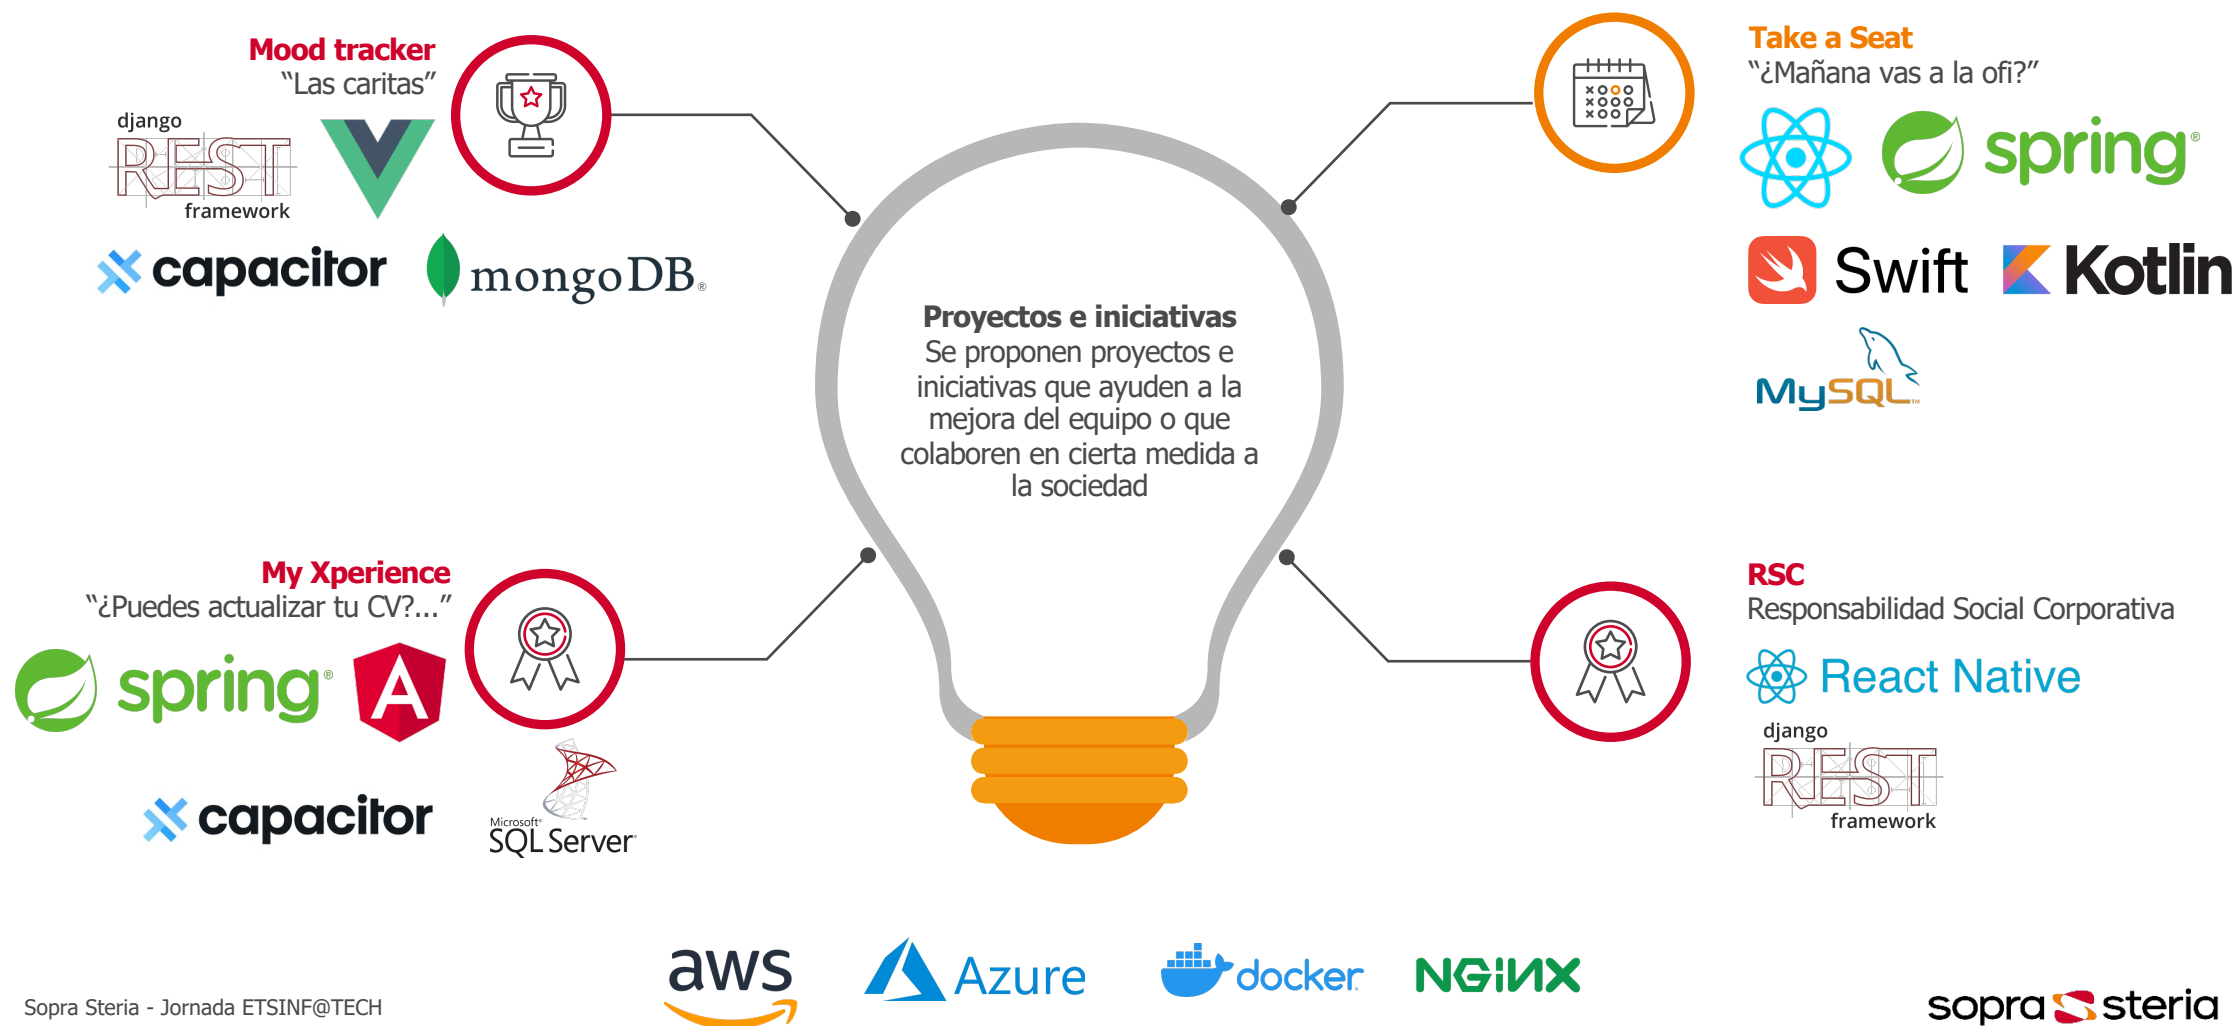 Mood tracker
“Las caritas”
django
REST
framework
capacitor
mongoDB®
Take a Seat
“¿Mañana vas a la ofi?”
spring®
Swift
Kotlin
MySQL™
Proyectos e iniciativas
Se proponen proyectos e
iniciativas que ayuden a la
mejora del equipo o que
colaboren en cierta medida a
la sociedad
My Xperience
“¿Puedes actualizar tu CV?...”
spring®
A
capacitor
Microsoft®
SQL Server®
RSC
Responsabilidad Social Corporativa
React Native
django
REST
framework
aws
Azure
docker
NGINX
Sopra Steria - Jornada ETSINF@TECH
sopra steria